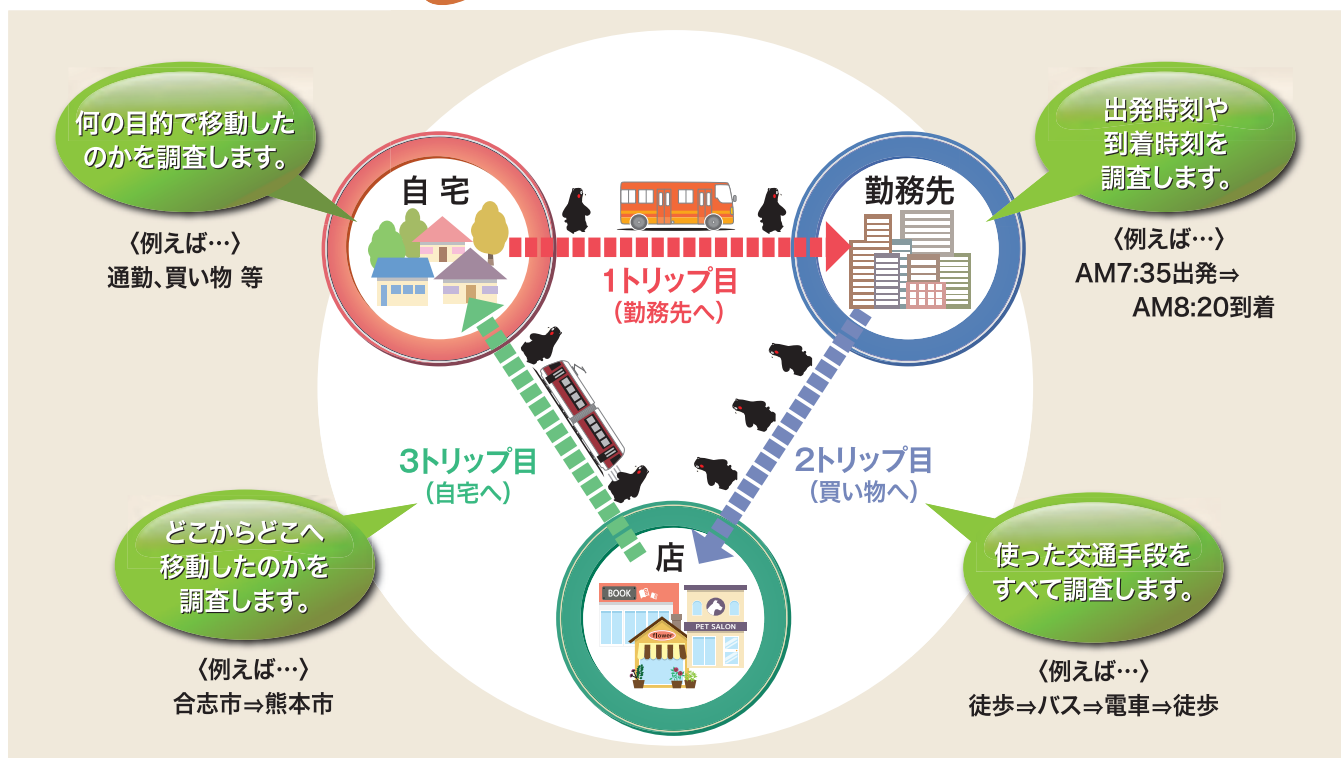 何の目的で移動した
のかを調査します。
〈例えば…〉
通勤、買い物 等
出発時刻や
到着時刻を
調査します。
〈例えば…〉
AM7:35出発⇒
AM8:20到着
自 宅
勤務先
1トリップ目
(勤務先へ)
3トリップ目
(自宅へ)
2トリップ目
(買い物へ)
どこからどこへ
移動したのかを
調査します。
〈例えば…〉
合志市⇒熊本市
店
BOOK
flower
PET SALON
使った交通手段を
すべて調査します。
〈例えば…〉
徒歩⇒バス⇒電車⇒徒歩